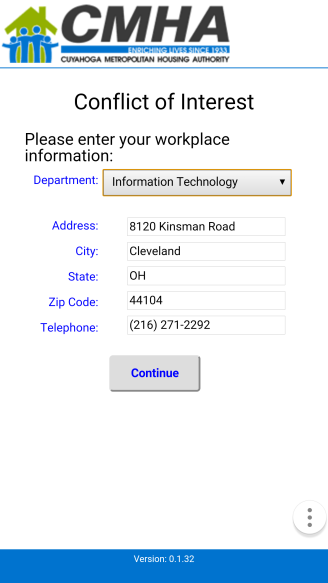 CMHA
ENRICHING LIVES SINCE 1933
CUYAHOGA METROPOLITAN HOUSING AUTHORITY
Conflict of Interest
Please enter your workplace
information:
Department: Information Technology
Address: 8120 Kinsman Road
City: Cleveland
State: OH
Zip Code: 44104
Telephone: (216) 271-2292
Continue
Version: 0.1.32